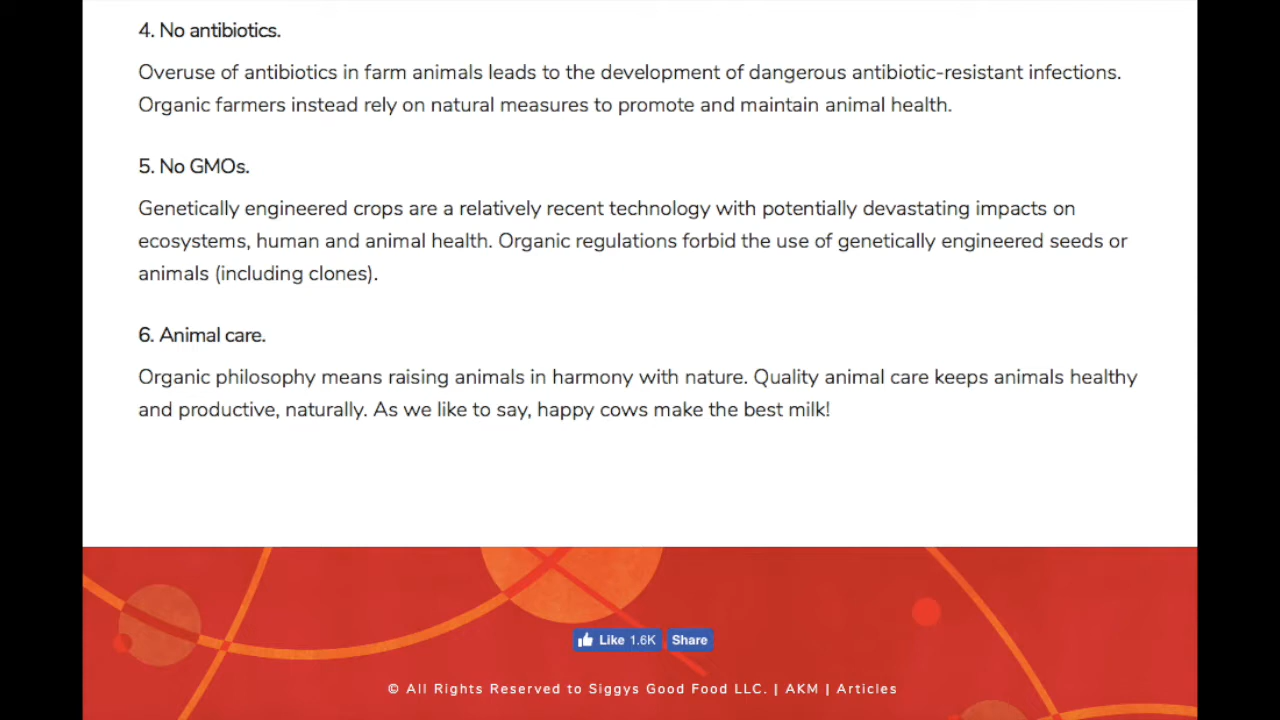 4. No antibiotics.
Overuse of antibiotics in farm animals leads to the development of dangerous antibiotic-resistant infections.
Organic farmers instead rely on natural measures to promote and maintain animal health.
5. No GMOs.
Genetically engineered crops are a relatively recent technology with potentially devastating impacts on
ecosystems, human and animal health. Organic regulations forbid the use of genetically engineered seeds or
animals (including clones).
6. Animal care.
Organic philosophy means raising animals in harmony with nature. Quality animal care keeps animals healthy
and productive, naturally. As we like to say, happy cows make the best milk!
Like 1.6K Share
© All Rights Reserved to Siggys Good Food LLC. | AKM | Articles